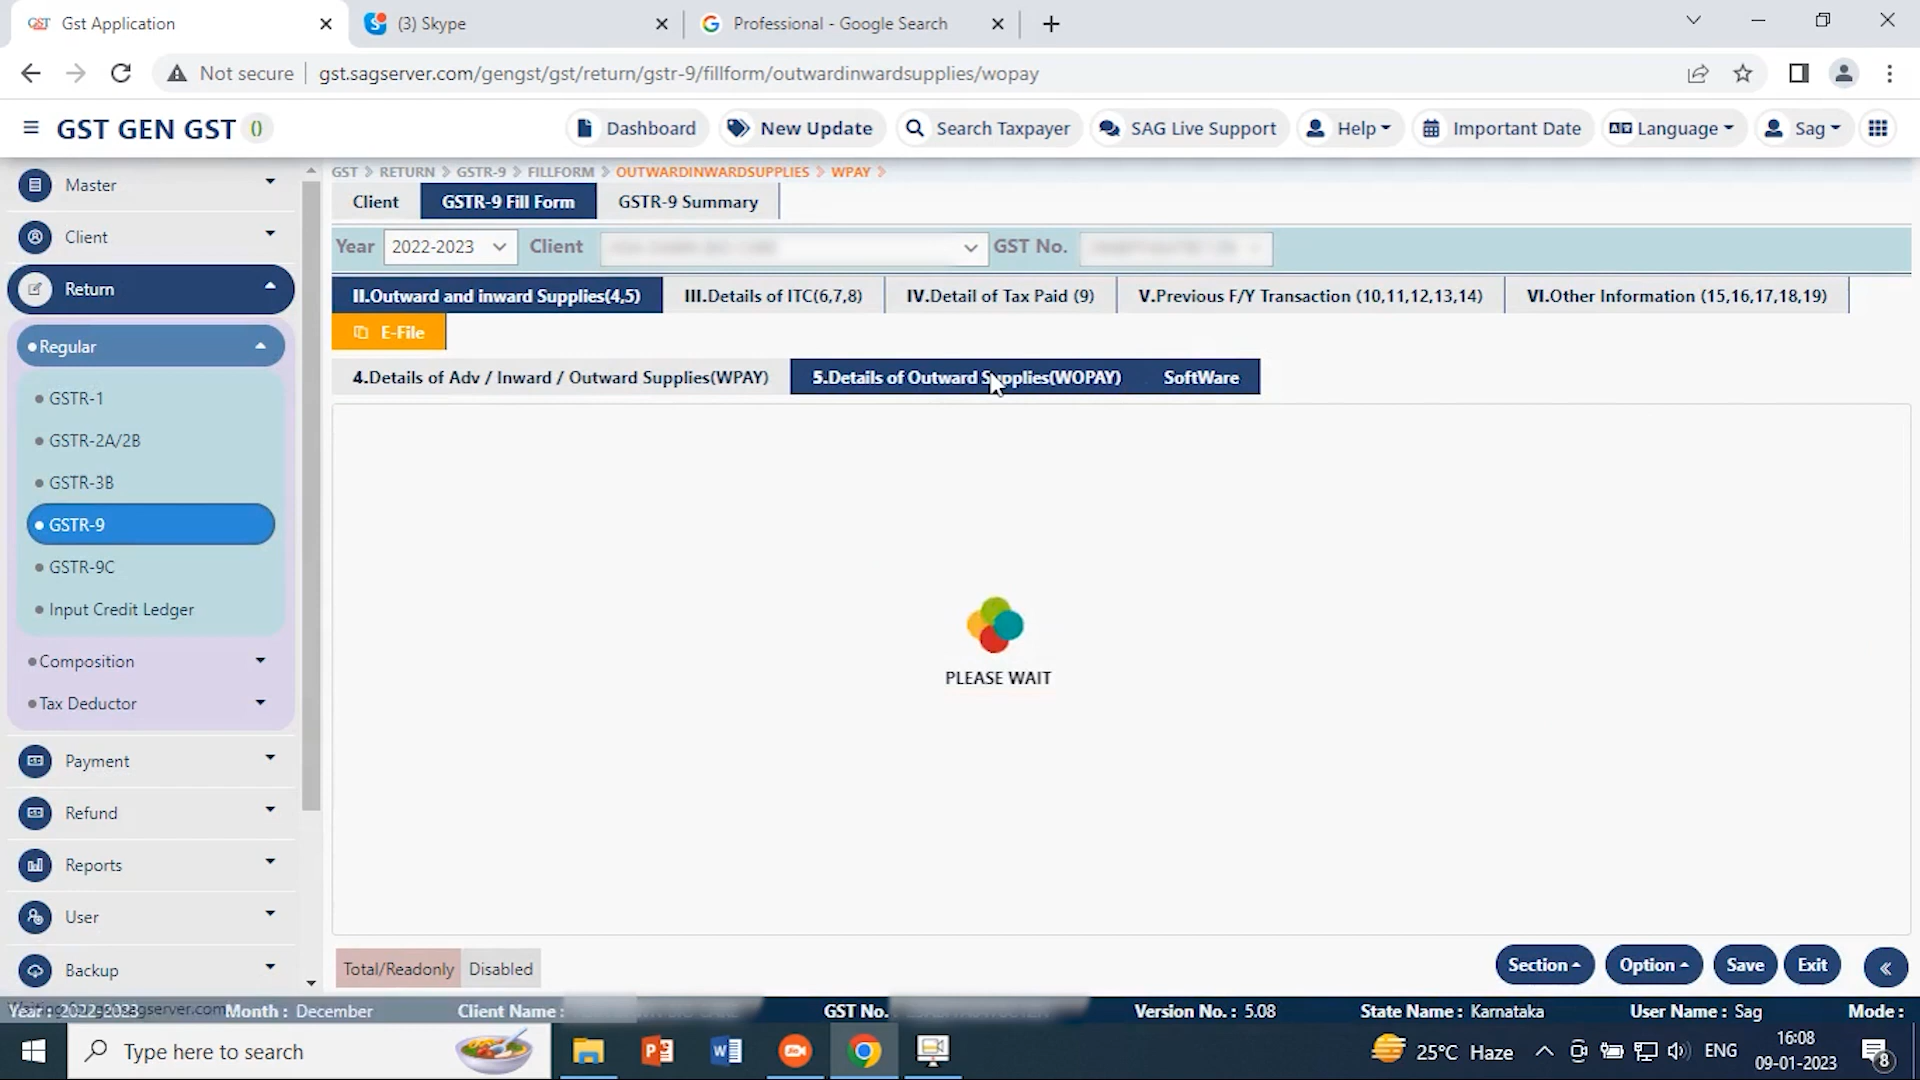 Gst Application
(3) Skype
Professional - Google Search
Not secure
gst.sagserver.com/gengst/gst/return/gstr-9/fillform/outwardinwardsupplies/wopay
GST GEN GST ()
Dashboard
New Update
Search Taxpayer
SAG Live Support
Help
Important Date
Language
Sag
Master
Client
Return
Regular
GSTR-1
GSTR-2A/2B
GSTR-3B
GSTR-9
GSTR-9C
Input Credit Ledger
Composition
Tax Deductor
Payment
Refund
Reports
User
Backup
GST RETURN GSTR-9 FILLFORM OUTWARDINWARDSUPPLIES WPAY
Client
GSTR-9 Fill Form
GSTR-9 Summary
Year 2022-2023 Client GST No.
II.Outward and inward Supplies(4,5)
III.Details of ITC(6,7,8)
IV.Detail of Tax Paid (9)
V.Previous F/Y Transaction (10,11,12,13,14)
VI.Other Information (15,16,17,18,19)
E-File
4.Details of Adv / Inward / Outward Supplies(WPAY)
5.Details of Outward Supplies(WOPAY)
SoftWare
PLEASE WAIT
Total/Readonly Disabled
Section
Option
Save
Exit
Year : 2022-2023 Month : December Client Name : GST No. Version No. : 5.08 State Name : Karnataka User Name : Sag Mode :
Type here to search
25°C Haze
ENG
16:08
09-01-2023
8